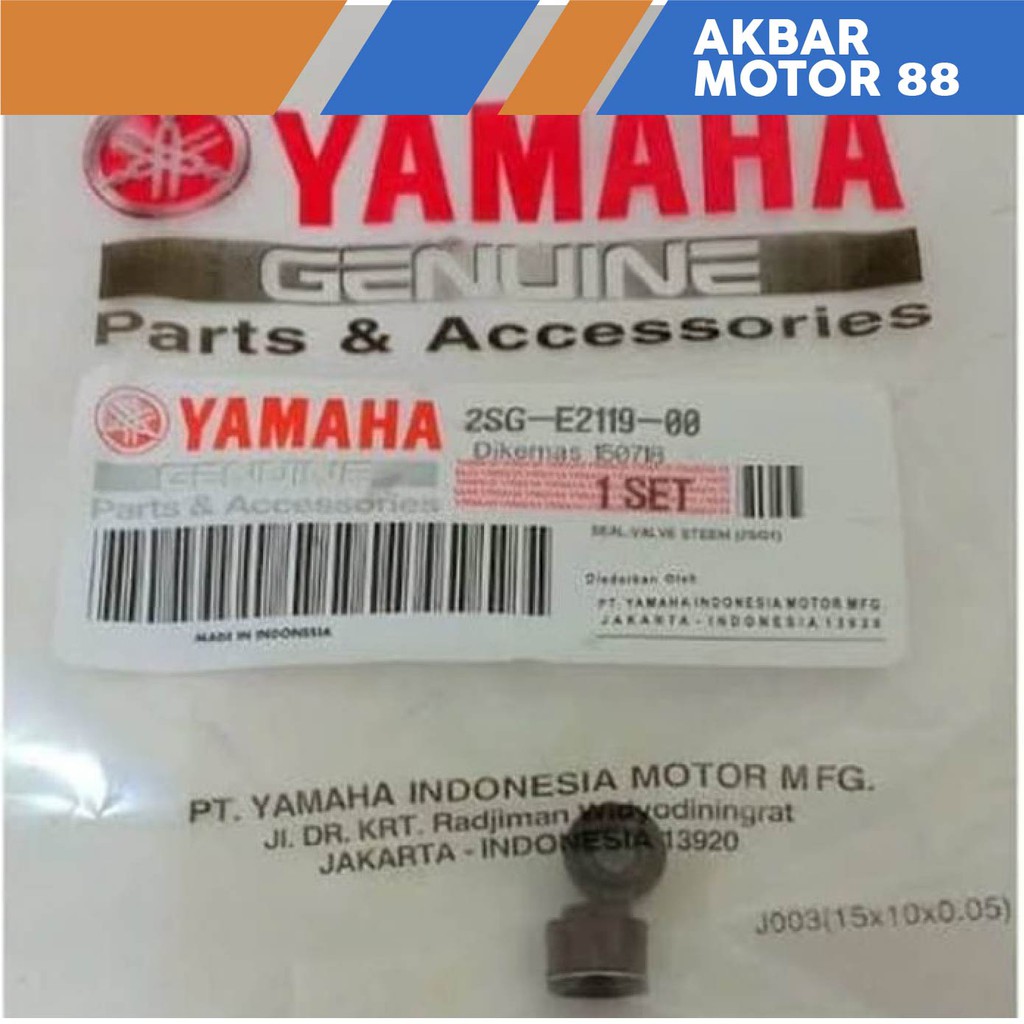 AKBAR
MOTOR 88
YAMAHA
GENUINE
Parts & Accessories
YAMAHA
GENUINE
Parts & Accessories
2SG-E2119-00
Dikemas 150718
1 SET
SEAL, VALVE STEEM (2SG1)
Diedarkan Oleh
PT. YAMAHA INDONESIA MOTOR MFG
JAKARTA - INDONESIA 13920
MADE IN INDONESIA
PT. YAMAHA INDONESIA MOTOR MFG.
Jl. DR. KRT. Radjiman Widyodiningrat
JAKARTA - INDONESIA 13920
J003(15x10x0.05)